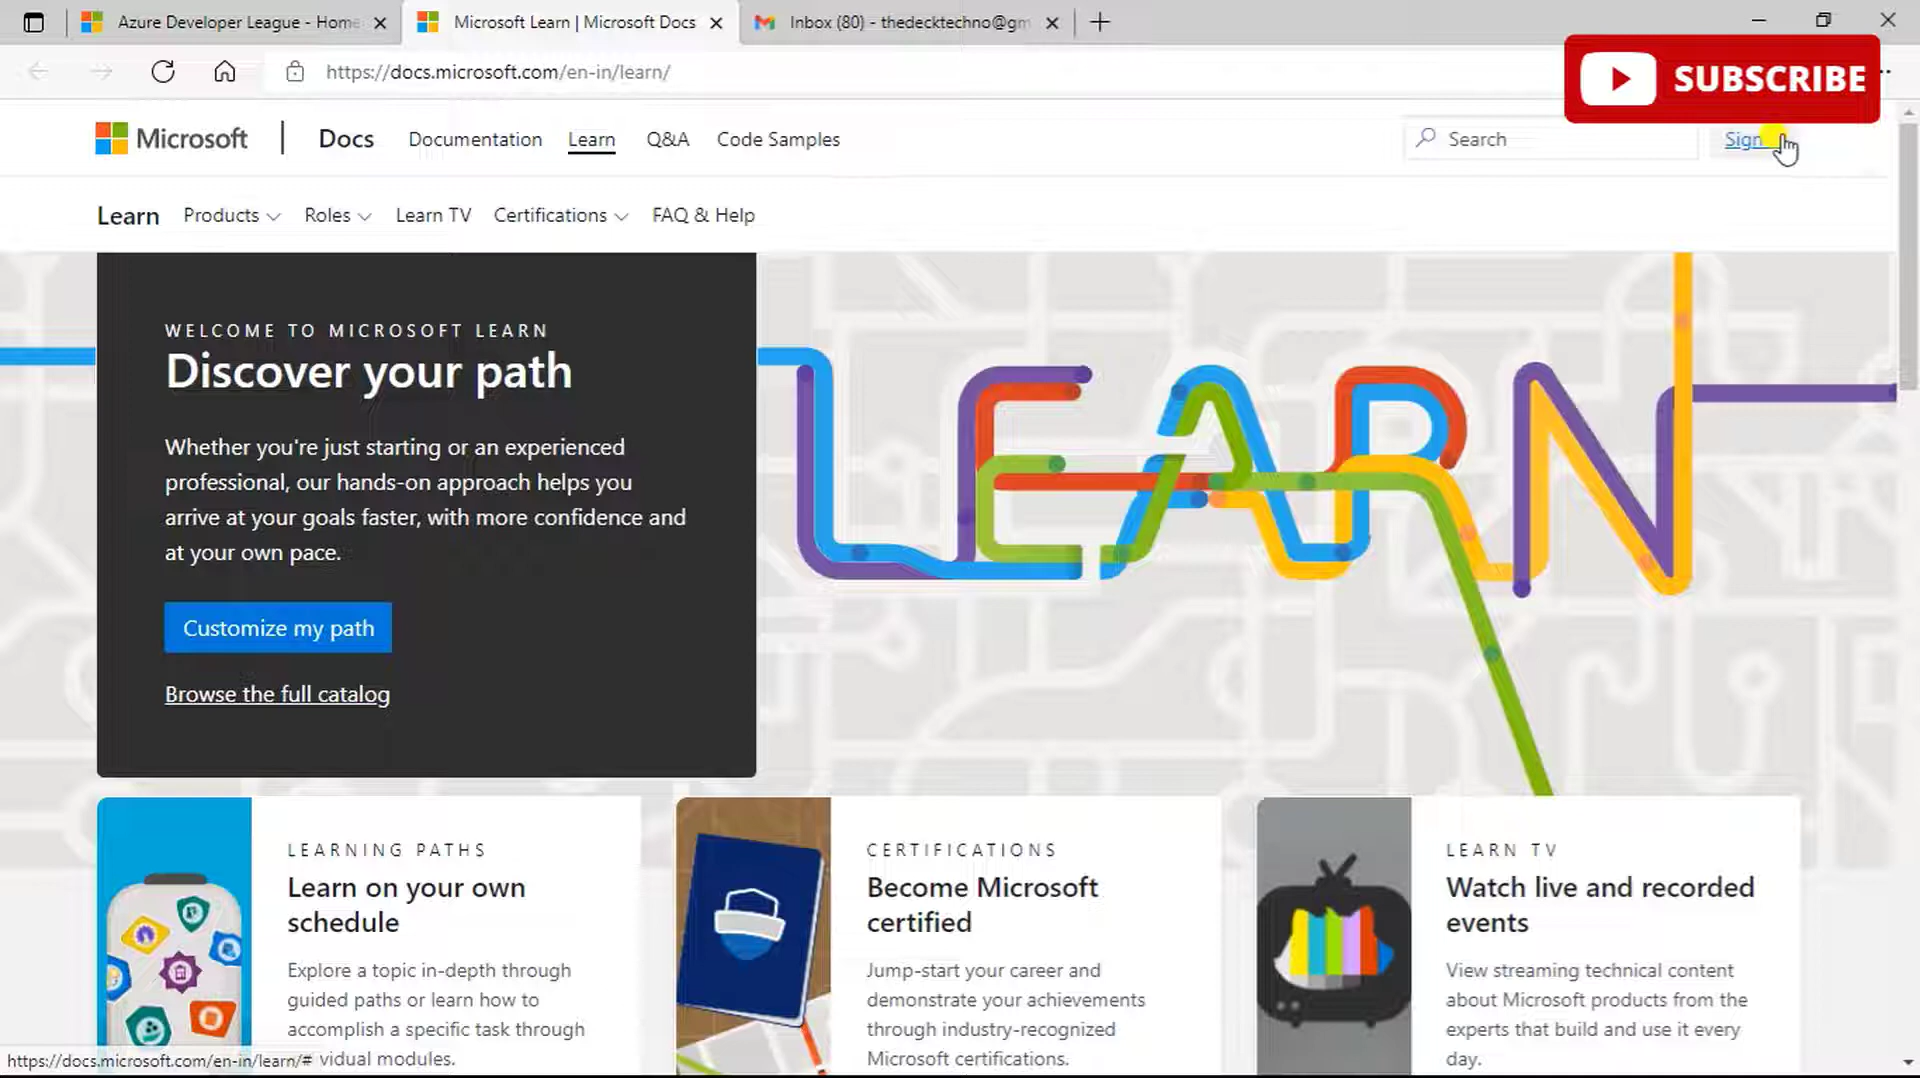 Azure Developer League - Home
Microsoft Learn | Microsoft Docs
Inbox (80) - thedecktechno@gm
https://docs.microsoft.com/en-in/learn/
SUBSCRIBE
Microsoft
Docs
Documentation
Learn
Q&A
Code Samples
Search
Sign
Learn
Products
Roles
Learn TV
Certifications
FAQ & Help
WELCOME TO MICROSOFT LEARN
Discover your path
Whether you're just starting or an experienced
professional, our hands-on approach helps you
arrive at your goals faster, with more confidence and
at your own pace.
Customize my path
Browse the full catalog
LEARN
LEARNING PATHS
Learn on your own
schedule
Explore a topic in-depth through
guided paths or learn how to
accomplish a specific task through
vidual modules.
CERTIFICATIONS
Become Microsoft
certified
Jump-start your career and
demonstrate your achievements
through industry-recognized
Microsoft certifications.
LEARN TV
Watch live and recorded
events
View streaming technical content
about Microsoft products from the
experts that build and use it every
day.
https://docs.microsoft.com/en-in/learn/#